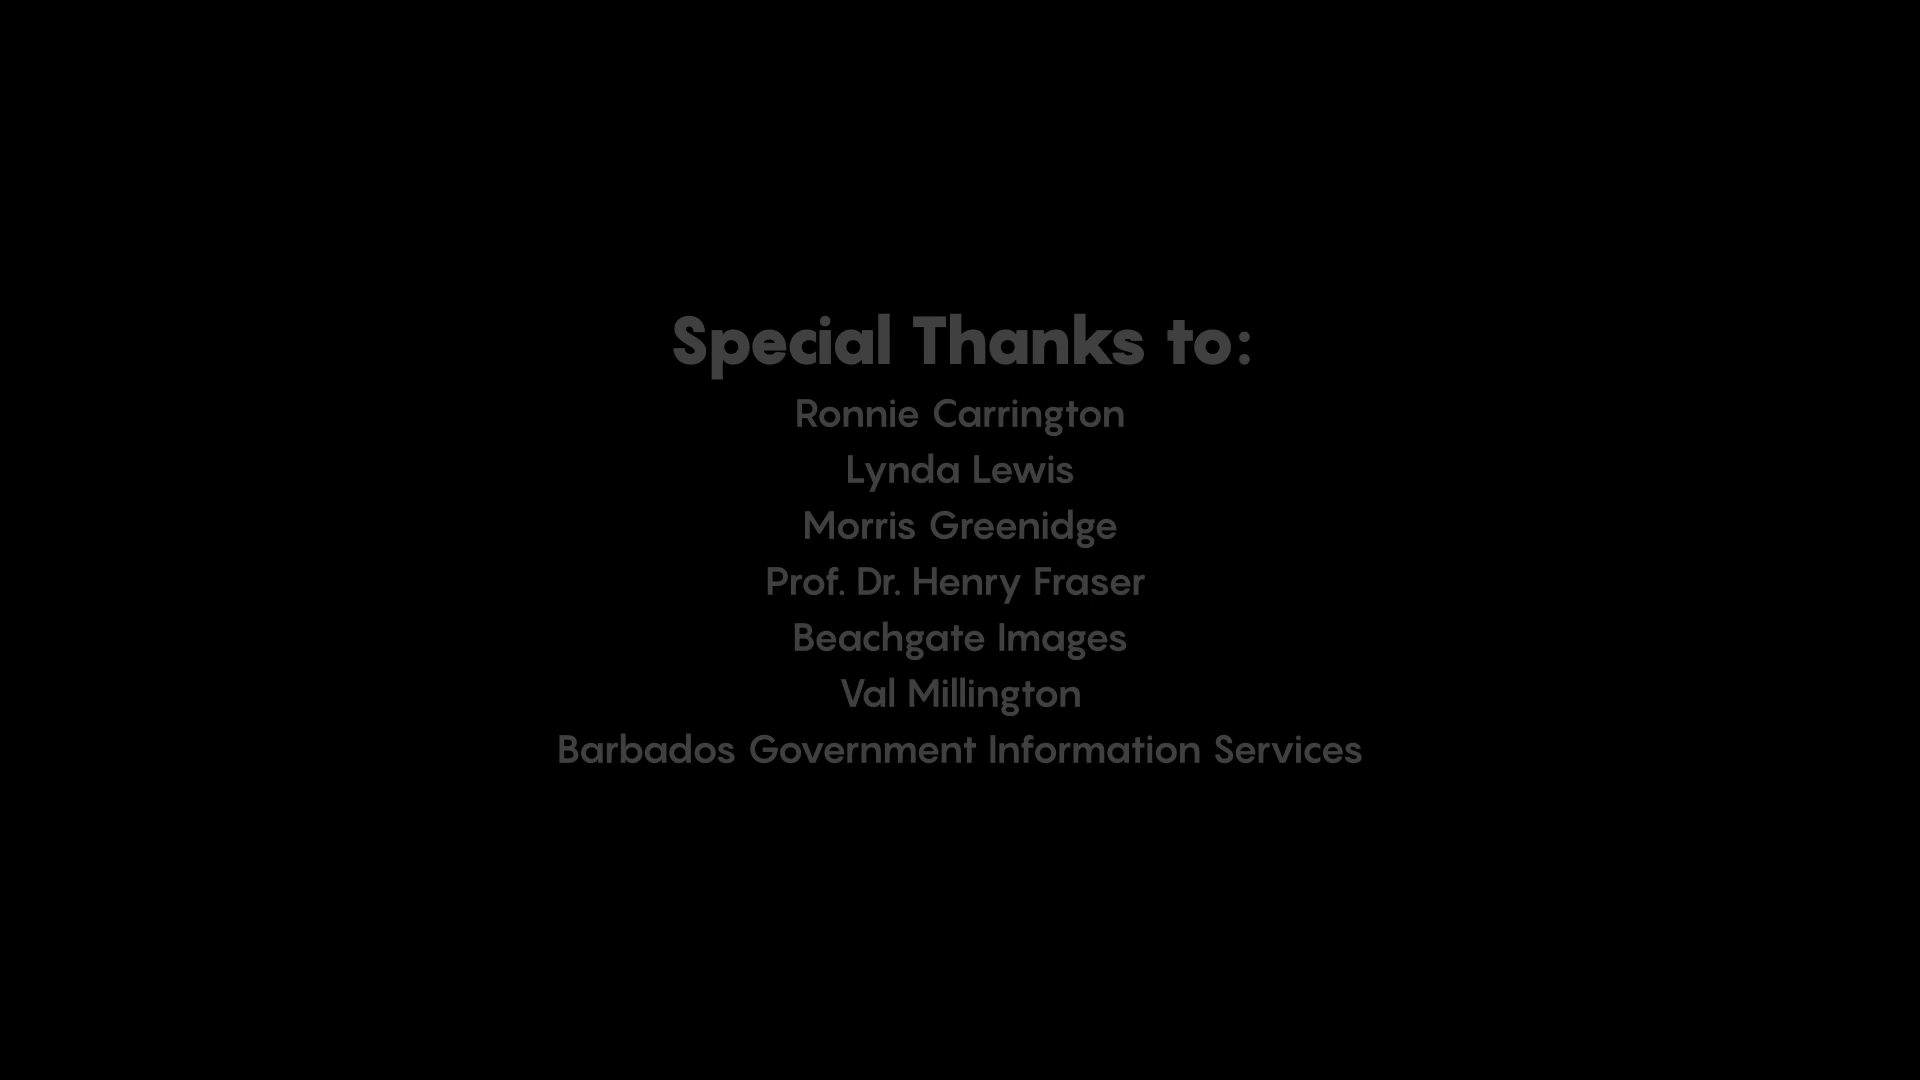 Special Thanks to:
Ronnie Carrington
Lynda Lewis
Morris Greenidge
Prof. Dr. Henry Fraser
Beachgate Images
Val Millington
Barbados Government Information Services